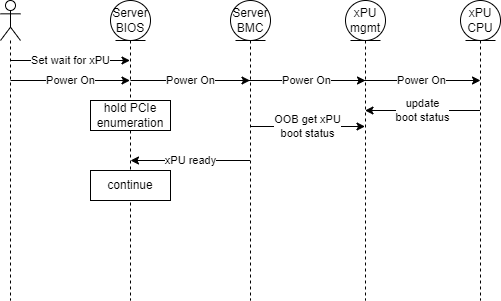 Server
BIOS
Server
BMC
xPU
mgmt
xPU
CPU
Set wait for xPU
Power On
Power On
Power On
Power On
hold PCIe
enumeration
update
boot status
OOB get xPU
boot status
xPU ready
continue